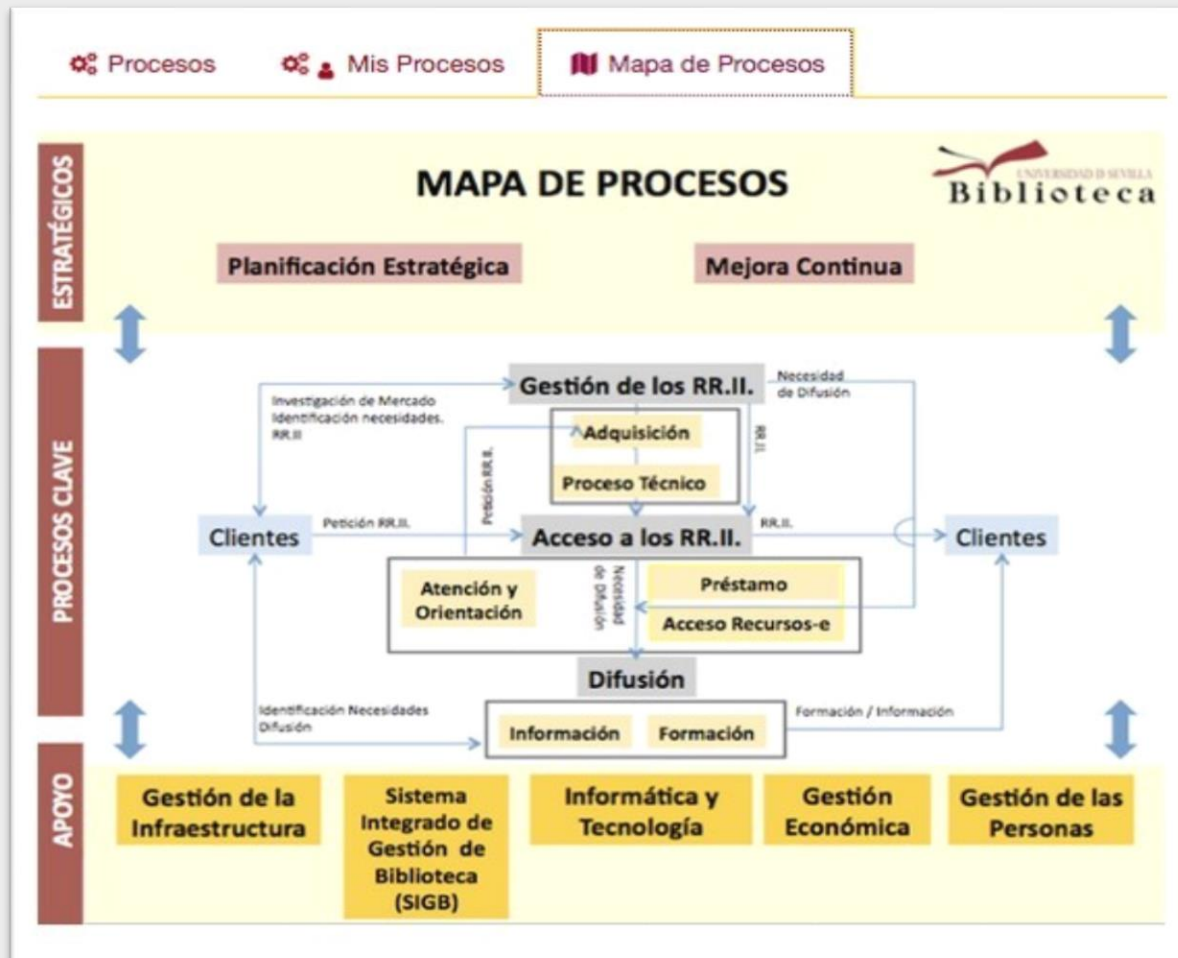 Procesos
Mis Procesos
Mapa de Procesos
ESTRATÉGICOS
MAPA DE PROCESOS
UNIVERSIDAD D SEVILLA
Biblioteca
Planificación Estratégica
Mejora Continua
PROCESOS CLAVE
Gestión de los RR.II.
Necesidad
de Difusión
Investigación de Mercado
Identificación necesidades.
RR.II
Adquisición
RR.II.
Petición RR.II.
Proceso Técnico
Clientes
Petición RR.II.
Acceso a los RR.II.
RR.II.
Clientes
Atención y
Orientación
Necesidad
de Difusión
Préstamo
Acceso Recursos-e
Difusión
Identificación Necesidades
Difusión
Información
Formación
Formación / Información
APOYO
Gestión de la
Infraestructura
Sistema
Integrado de
Gestión de
Biblioteca
(SIGB)
Informática y
Tecnología
Gestión
Económica
Gestión de las
Personas